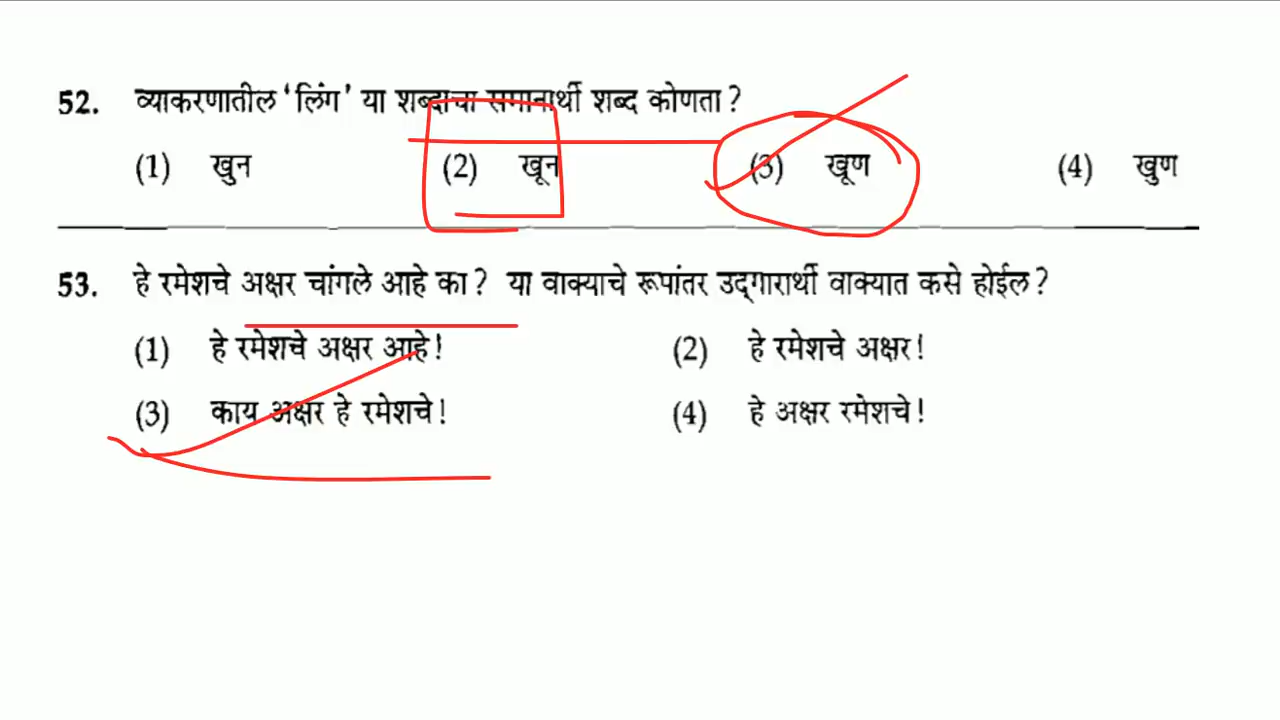 52. व्याकरणातील ‘लिंग’ या शब्दाचा समानार्थी शब्द कोणता ?
(1) खुन (2) खून (3) खूण (4) खुण
53. हे रमेशचे अक्षर चांगले आहे का ? या वाक्याचे रूपांतर उद्‌गारार्थी वाक्यात कसे होईल ?
(1) हे रमेशचे अक्षर आहे ! (2) हे रमेशचे अक्षर !
(3) काय अक्षर हे रमेशचे ! (4) हे अक्षर रमेशचे !